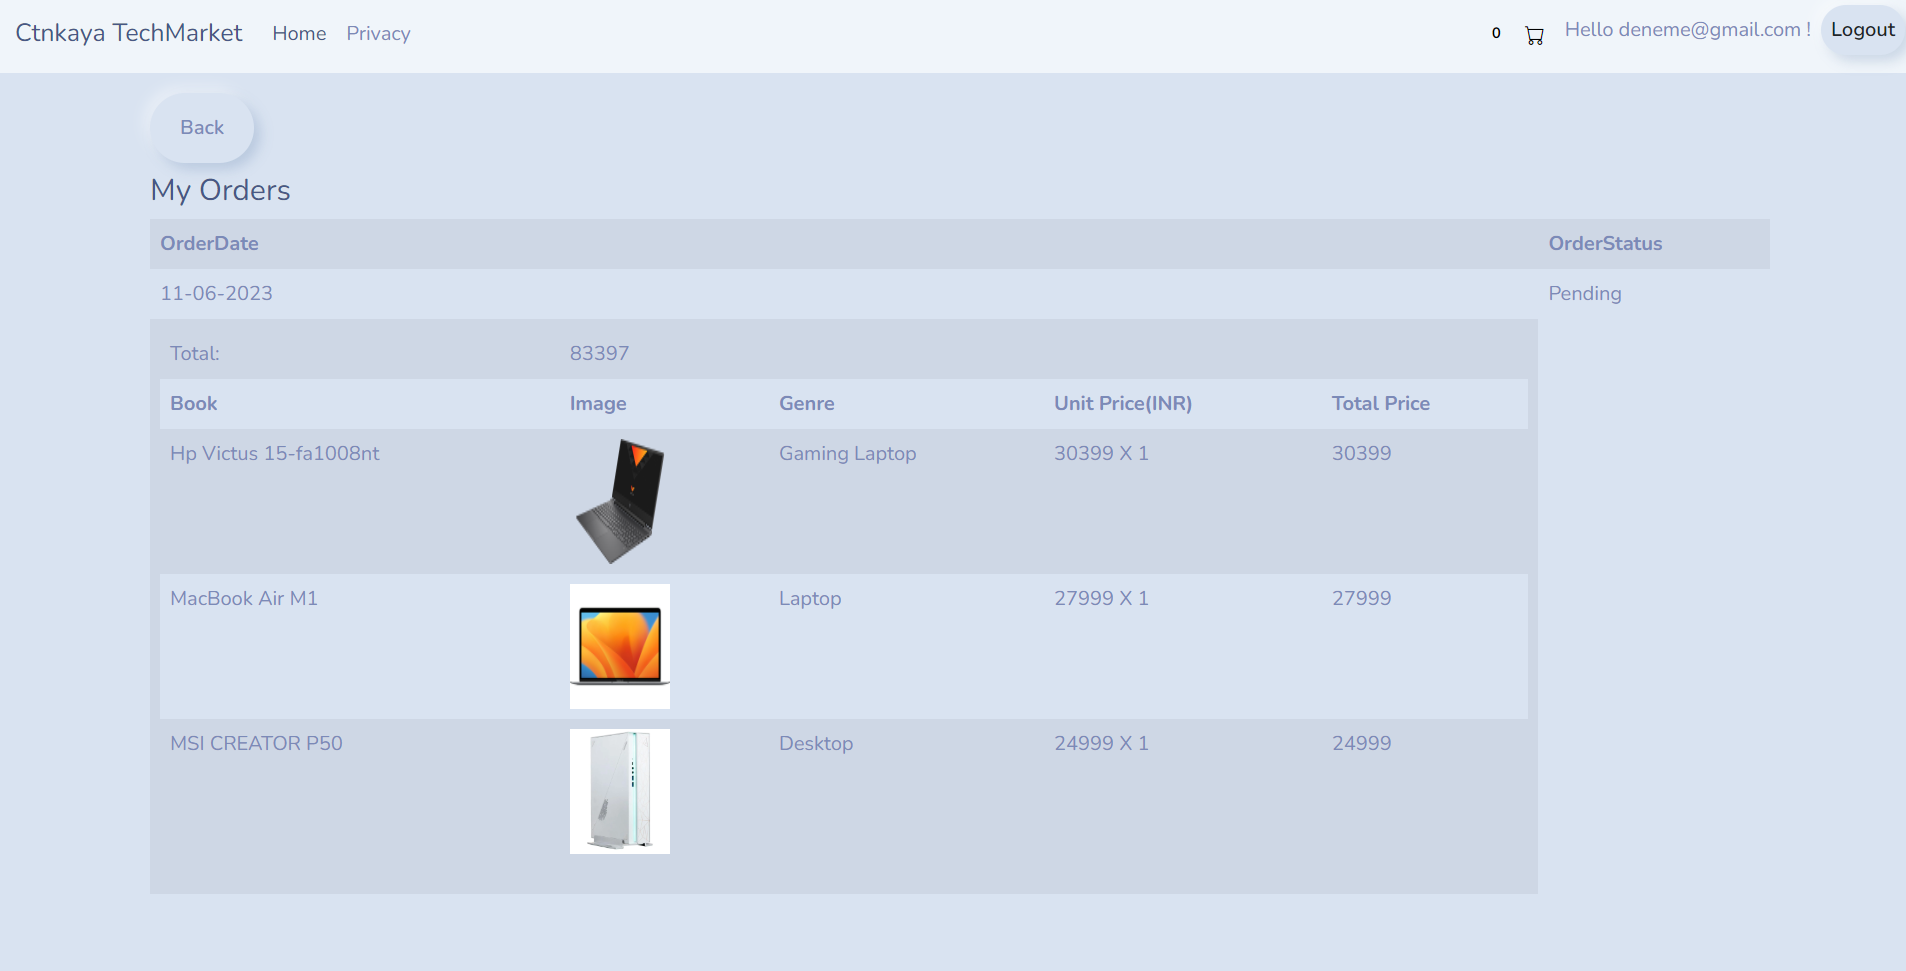 Ctnkaya TechMarket Home Privacy 0 Hello deneme@gmail.com ! Logout
Back
My Orders
OrderDate OrderStatus
11-06-2023 Pending
Total: 83397
Book Image Genre Unit Price(INR) Total Price
Hp Victus 15-fa1008nt Gaming Laptop 30399 X 1 30399
MacBook Air M1 Laptop 27999 X 1 27999
MSI CREATOR P50 Desktop 24999 X 1 24999